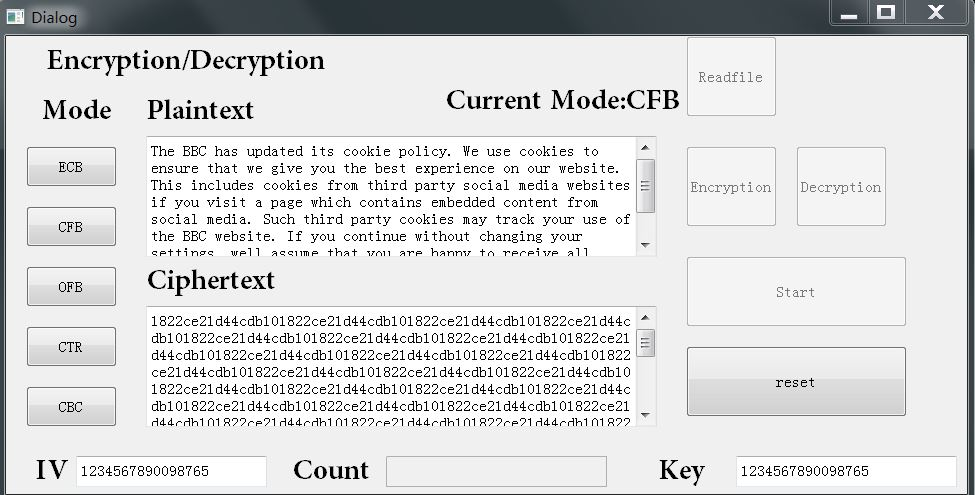 Dialog
Encryption/Decryption
Readfile
Mode
Plaintext
Current Mode:CFB
ECB
CFB
OFB
CTR
CBC
The BBC has updated its cookie policy. We use cookies to
ensure that we give you the best experience on our website.
This includes cookies from third party social media websites
if you visit a page which contains embedded content from
social media. Such third party cookies may track your use of
the BBC website. If you continue without changing your
settings, well assume that you are happy to receive all
Encryption
Decryption
Ciphertext
1822ce21d44cdb101822ce21d44cdb101822ce21d44cdb101822ce21d44c
db101822ce21d44cdb101822ce21d44cdb101822ce21d44cdb101822ce21
d44cdb101822ce21d44cdb101822ce21d44cdb101822ce21d44cdb101822
ce21d44cdb101822ce21d44cdb101822ce21d44cdb101822ce21d44cdb10
1822ce21d44cdb101822ce21d44cdb101822ce21d44cdb101822ce21d44c
db101822ce21d44cdb101822ce21d44cdb101822ce21d44cdb101822ce21
d44cdb101822ce21d44cdb101822ce21d44cdb101822ce21d44cdb101822
Start
reset
IV
1234567890098765
Count
Key
1234567890098765